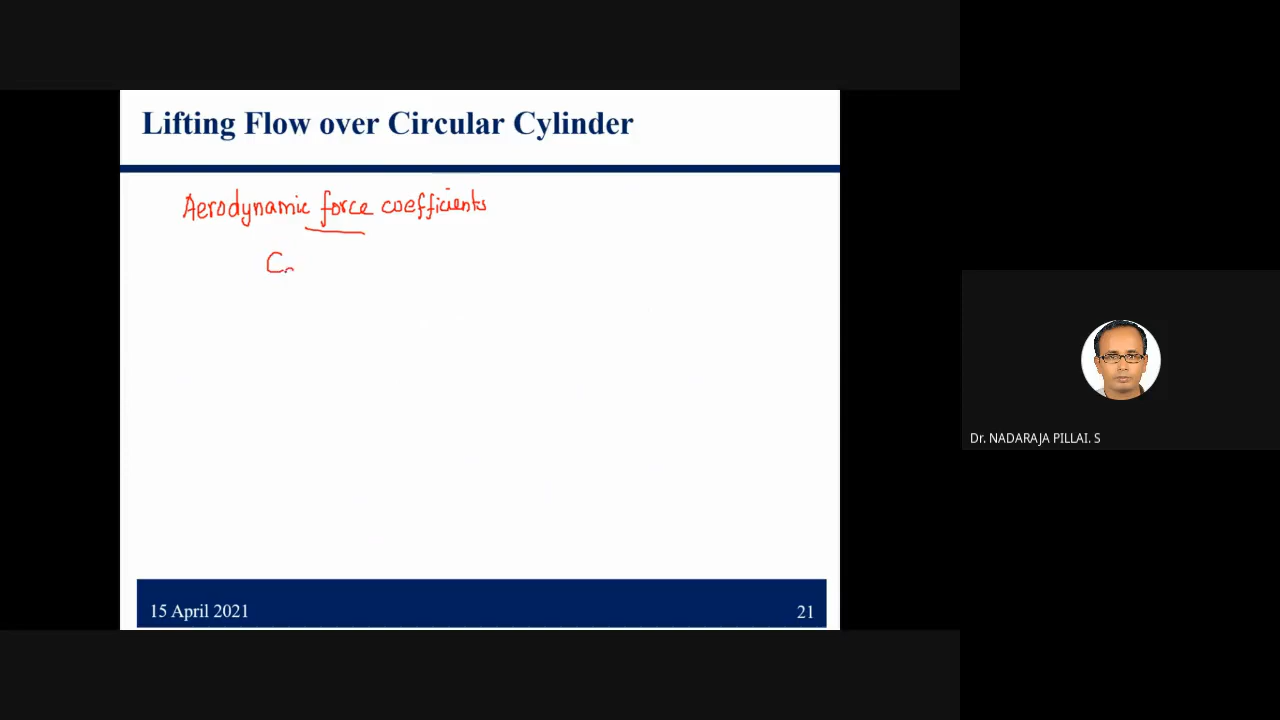 Lifting Flow over Circular Cylinder
Aerodynamic force coefficients
C
15 April 2021
21
Dr. NADARAJA PILLAI. S